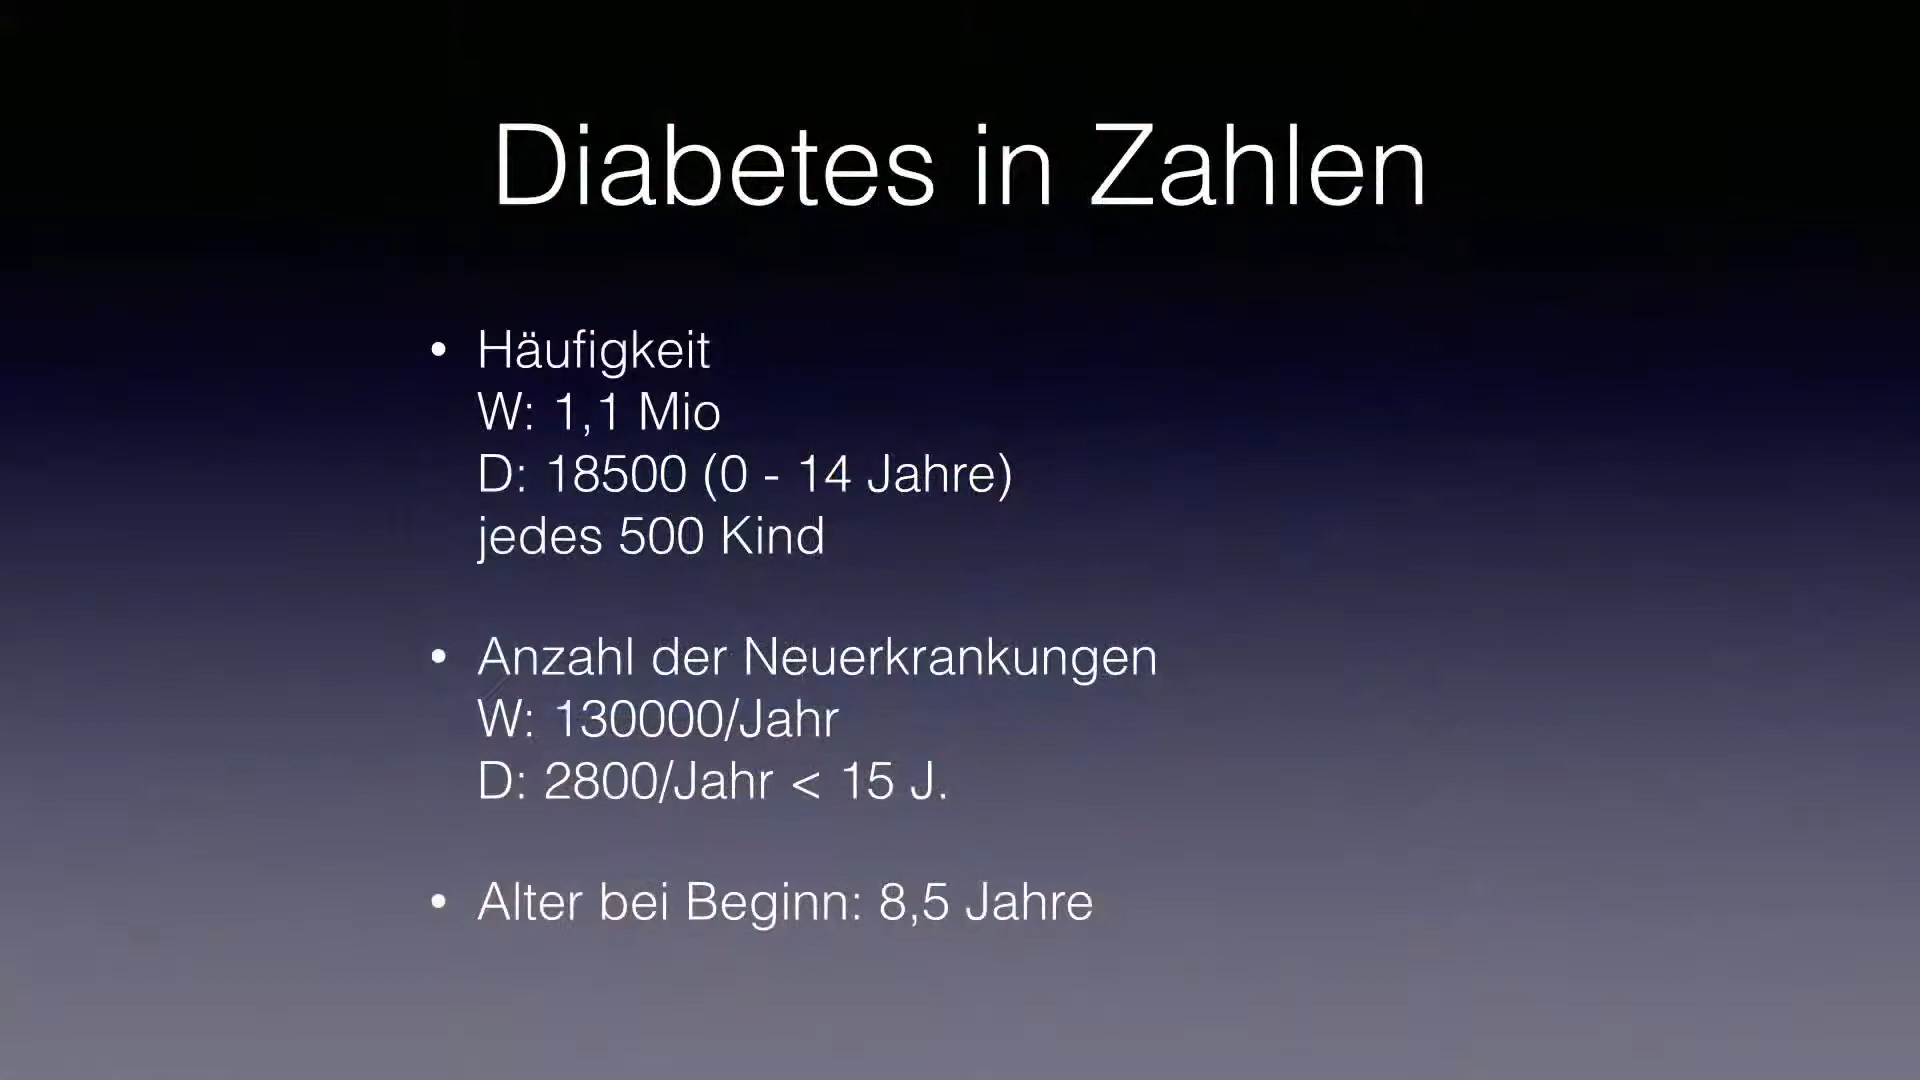 Diabetes in Zahlen
• Häufigkeit
W: 1,1 Mio
D: 18500 (0 - 14 Jahre)
jedes 500 Kind
• Anzahl der Neuerkrankungen
W: 130000/Jahr
D: 2800/Jahr < 15 J.
• Alter bei Beginn: 8,5 Jahre